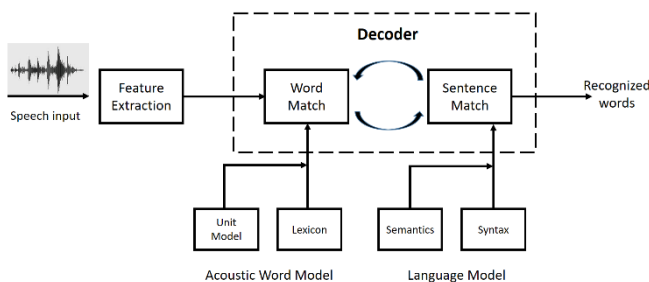 Decoder
Speech input
Feature
Extraction
Word
Match
Sentence
Match
Recognized
words
Unit
Model
Lexicon
Semantics
Syntax
Acoustic Word Model
Language Model